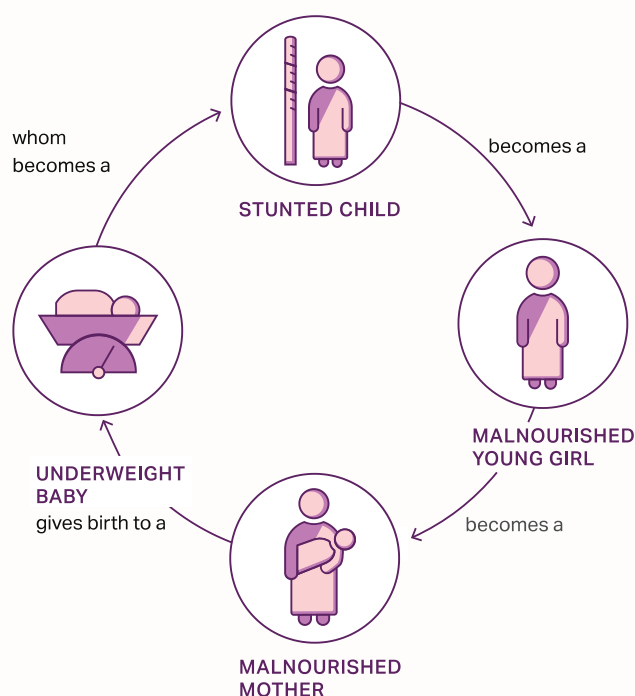 STUNTED CHILD
becomes a
MALNOURISHED
YOUNG GIRL
becomes a
MALNOURISHED
MOTHER
gives birth to a
UNDERWEIGHT
BABY
whom
becomes a